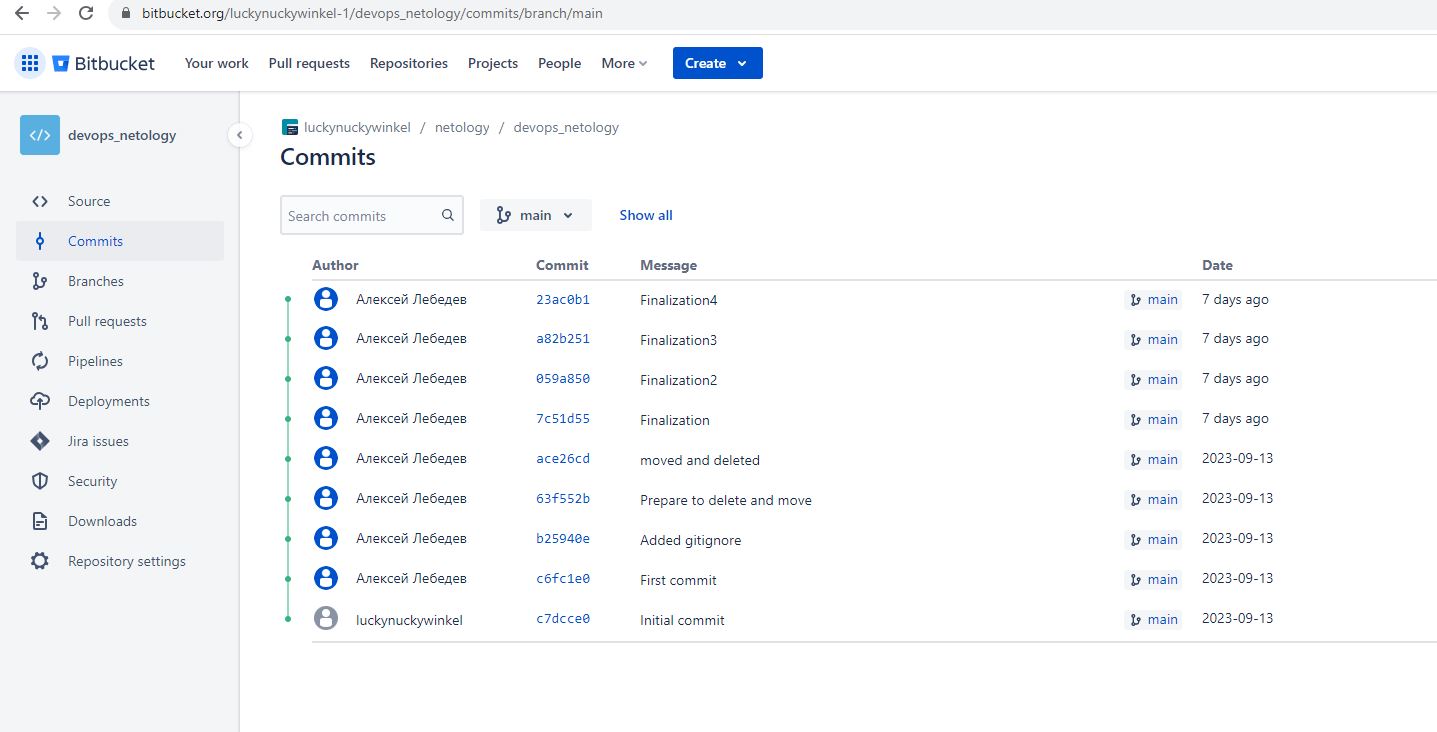 bitbucket.org/luckynuckywinkel-1/devops_netology/commits/branch/main
Bitbucket Your work Pull requests Repositories Projects People More Create
</> devops_netology
Source
Commits
Branches
Pull requests
Pipelines
Deployments
Jira issues
Security
Downloads
Repository settings
luckynuckywinkel / netology / devops_netology
Commits
Search commits main Show all
Author Commit Message Date
Алексей Лебедев 23ac0b1 Finalization4 main 7 days ago
Алексей Лебедев a82b251 Finalization3 main 7 days ago
Алексей Лебедев 059a850 Finalization2 main 7 days ago
Алексей Лебедев 7c51d55 Finalization main 7 days ago
Алексей Лебедев ace26cd moved and deleted main 2023-09-13
Алексей Лебедев 63f552b Prepare to delete and move main 2023-09-13
Алексей Лебедев b25940e Added gitignore main 2023-09-13
Алексей Лебедев c6fc1e0 First commit main 2023-09-13
luckynuckywinkel c7dcce0 Initial commit main 2023-09-13